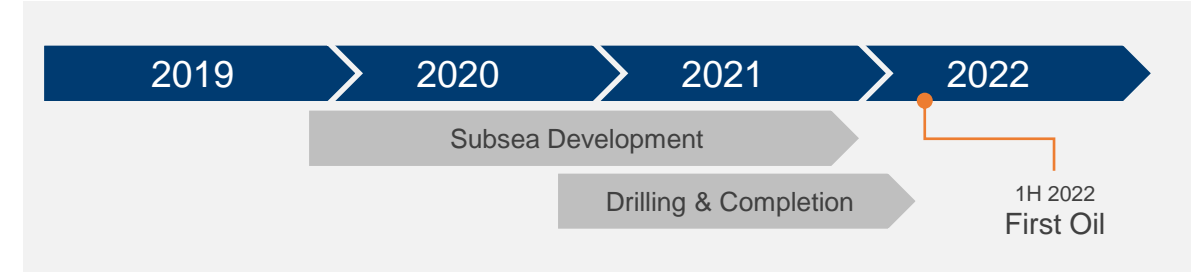 2019 2020 2021 2022
Subsea Development
Drilling & Completion
1H 2022
First Oil